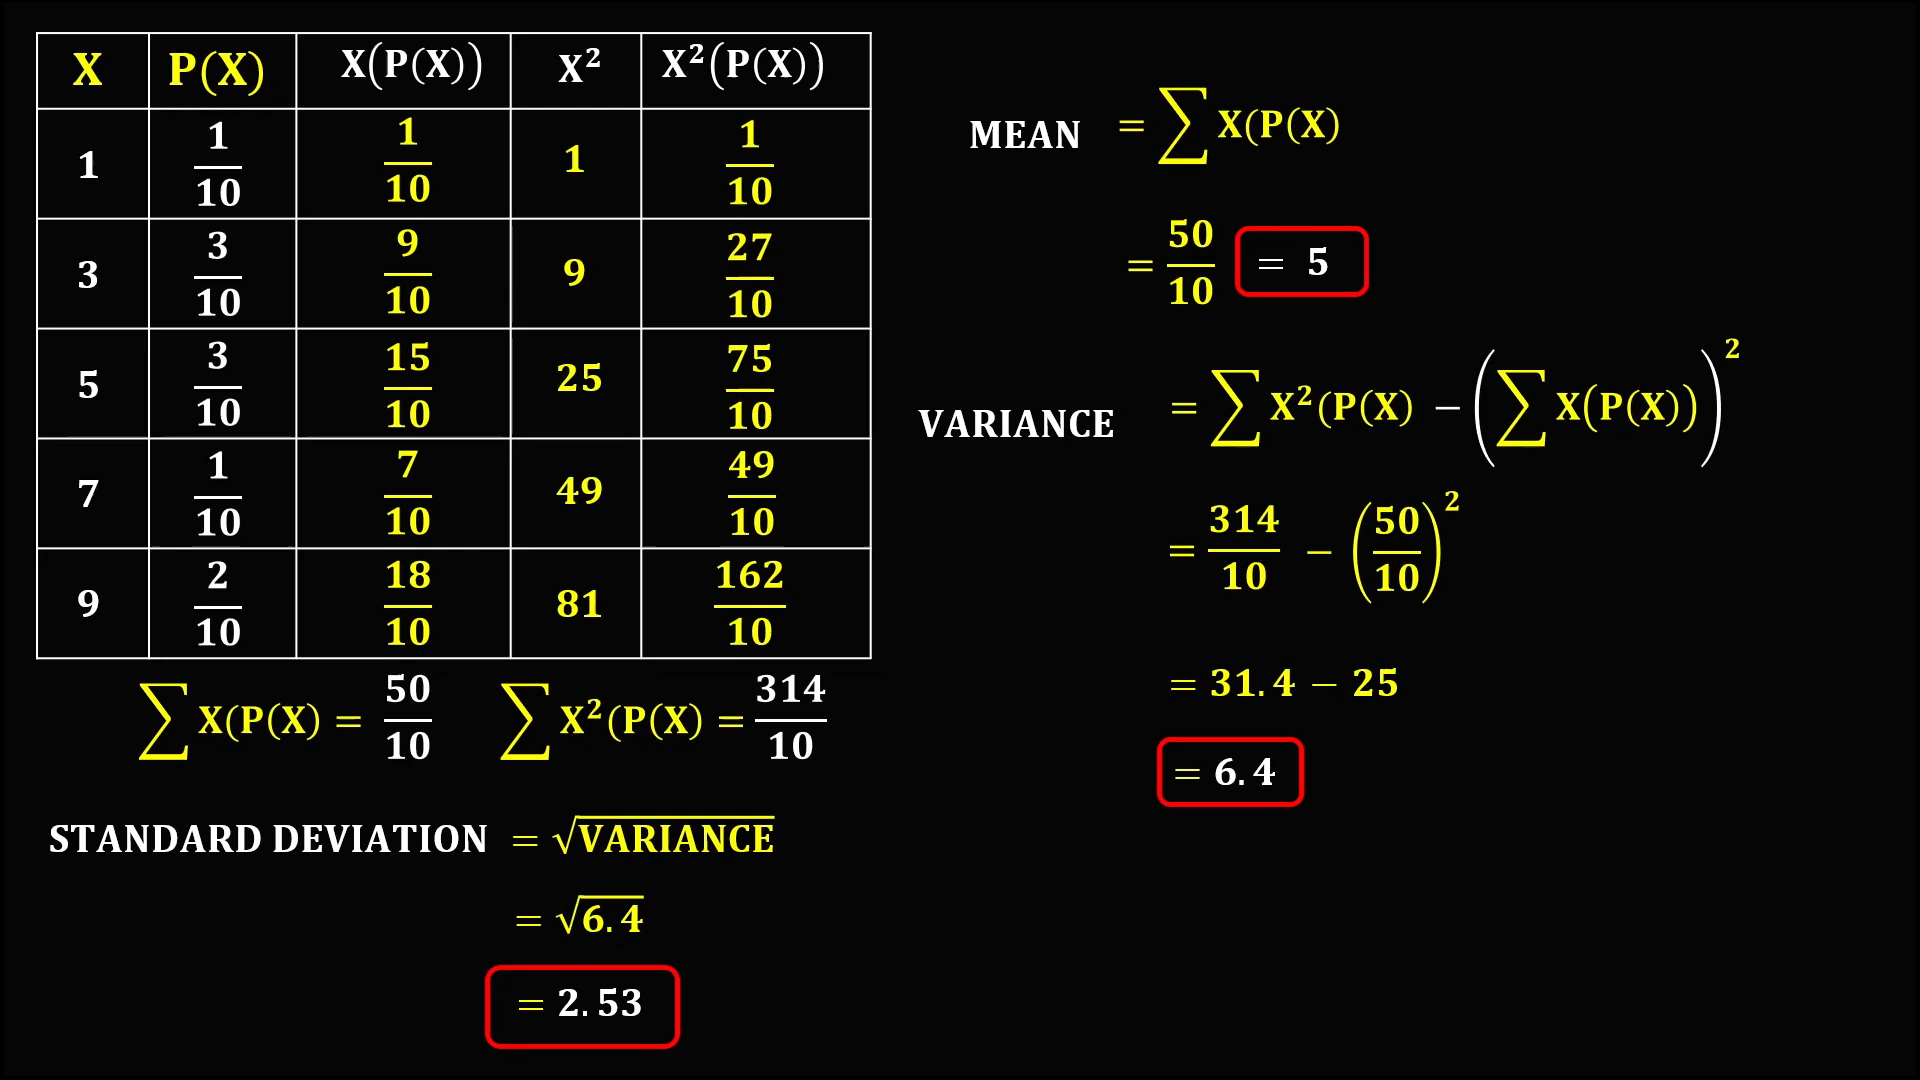 X P(X) X(P(X)) X² X²(P(X))
1 1/10 1/10 1 1/10
3 3/10 9/10 9 27/10
5 3/10 15/10 25 75/10
7 1/10 7/10 49 49/10
9 2/10 18/10 81 162/10
∑ X(P(X) = 50/10 ∑ X²(P(X) = 314/10
STANDARD DEVIATION = √VARIANCE
= √6.4
= 2.53
MEAN = ∑ X(P(X)
= 50/10 = 5
VARIANCE = ∑ X²(P(X) − (∑ X(P(X)))²
= 314/10 − (50/10)²
= 31.4 − 25
= 6.4